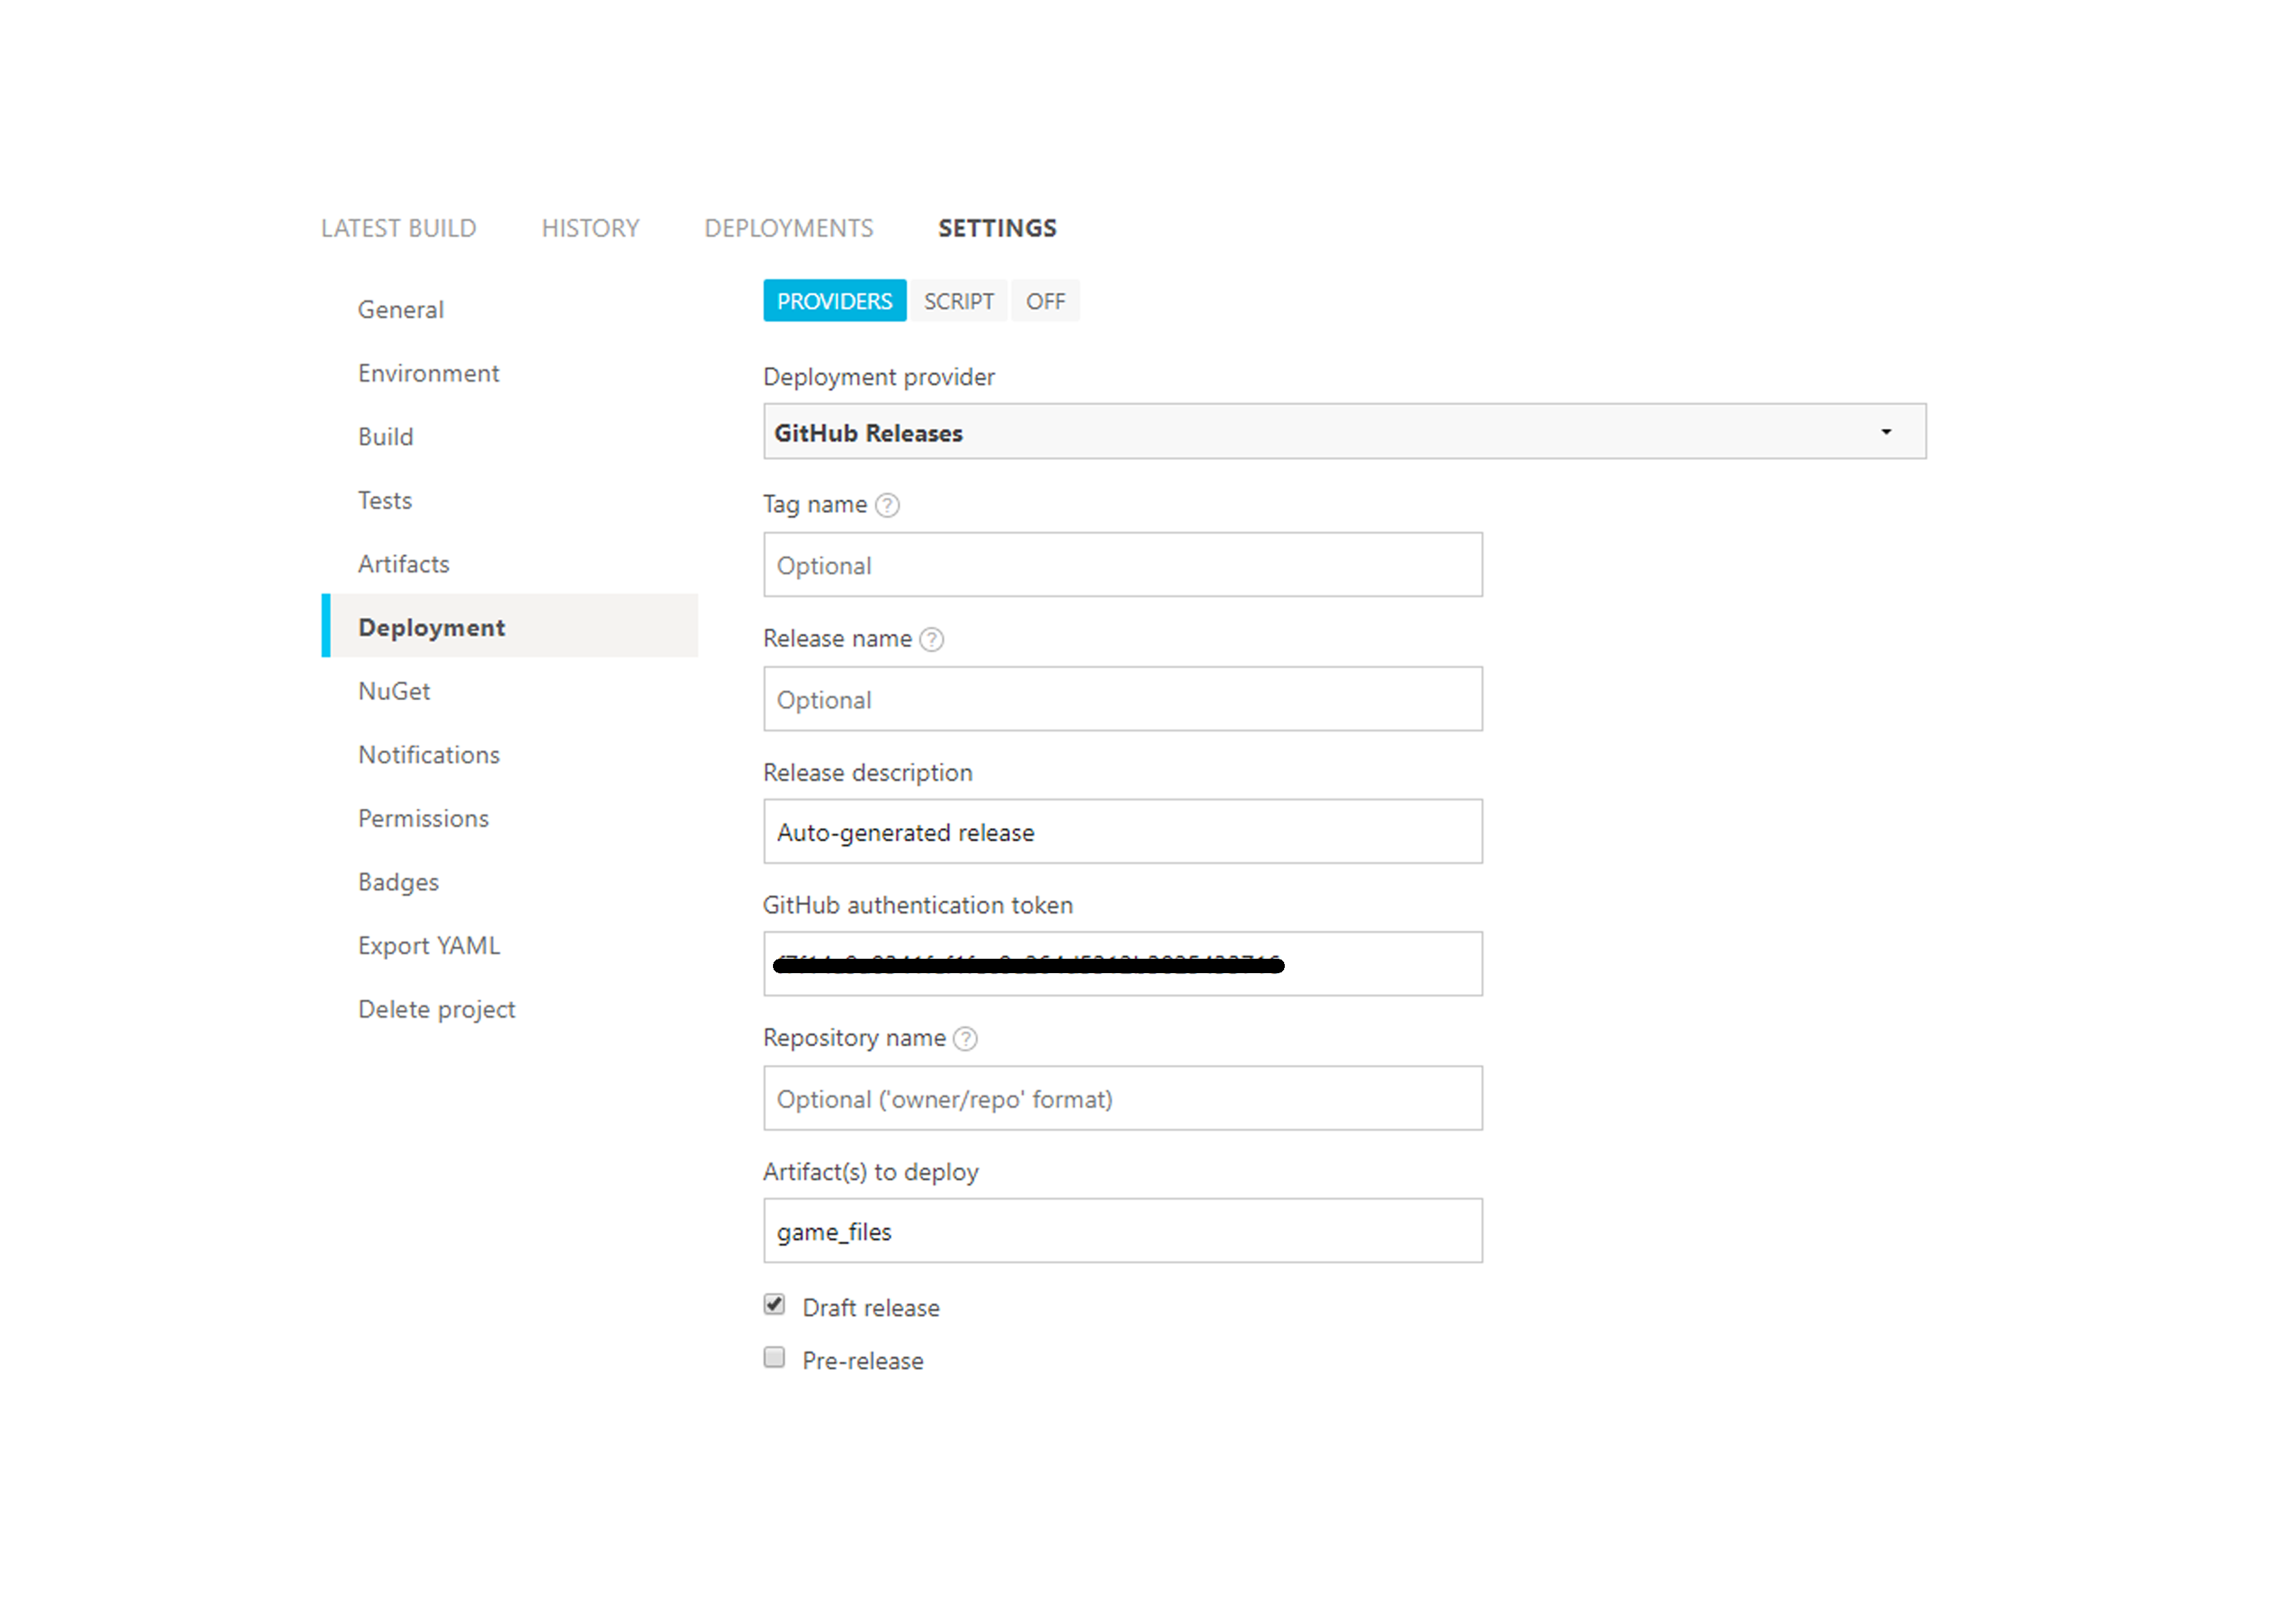 LATEST BUILD HISTORY DEPLOYMENTS SETTINGS
General
Environment
Build
Tests
Artifacts
Deployment
NuGet
Notifications
Permissions
Badges
Export YAML
Delete project
PROVIDERS SCRIPT OFF
Deployment provider
GitHub Releases
Tag name ?
Optional
Release name ?
Optional
Release description
Auto-generated release
GitHub authentication token
Repository name ?
Optional ('owner/repo' format)
Artifact(s) to deploy
game_files
Draft release
Pre-release